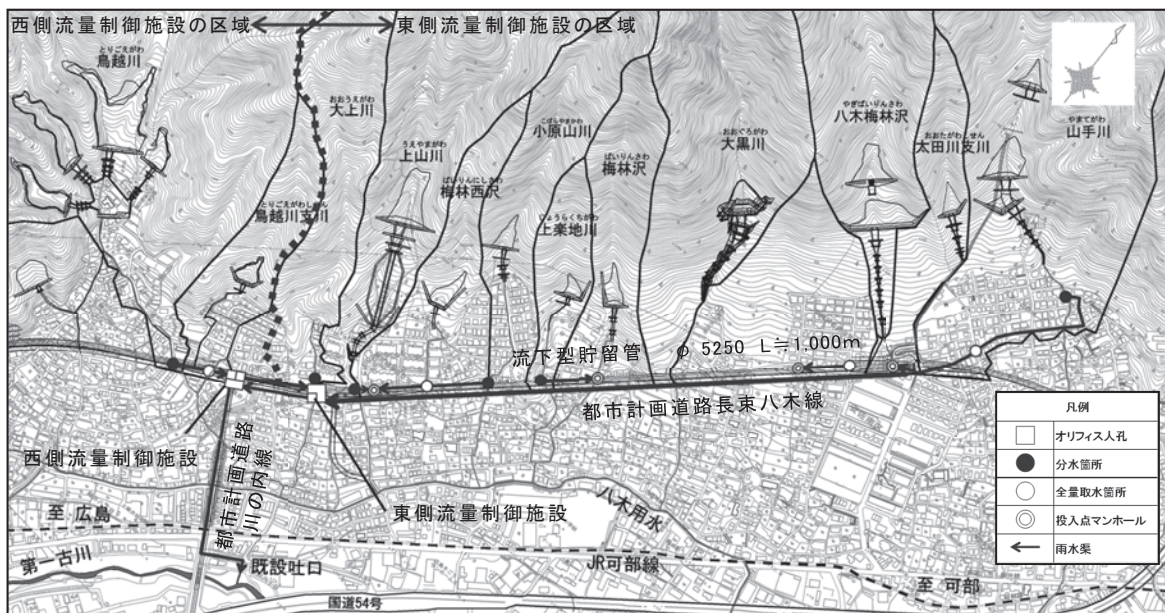 西側流量制御施設の区域
東側流量制御施設の区域
とりごえがわ
鳥越川
おおうえがわ
大上川
うえやまがわ
上山川
ばいりんにしさわ
梅林西沢
とりごえがわしせん
鳥越川支川
こばらやまかわ
小原山川
ばいりんさわ
梅林沢
じょうらくちがわ
上楽地川
おおぐろがわ
大黒川
やぎばいりんさわ
八木梅林沢
おおたがわしせん
太田川支川
やまてがわ
山手川
流下型貯留管 φ 5250 L≒1,000m
都市計画道路長束八木線
西側流量制御施設
都市計画道路
川の内線
東側流量制御施設
八木用水
至 広島
第一古川
既設吐口
JR可部線
至 可部
国道54号
凡例
オリフィス人孔
分水箇所
全量取水箇所
投入点マンホール
雨水渠